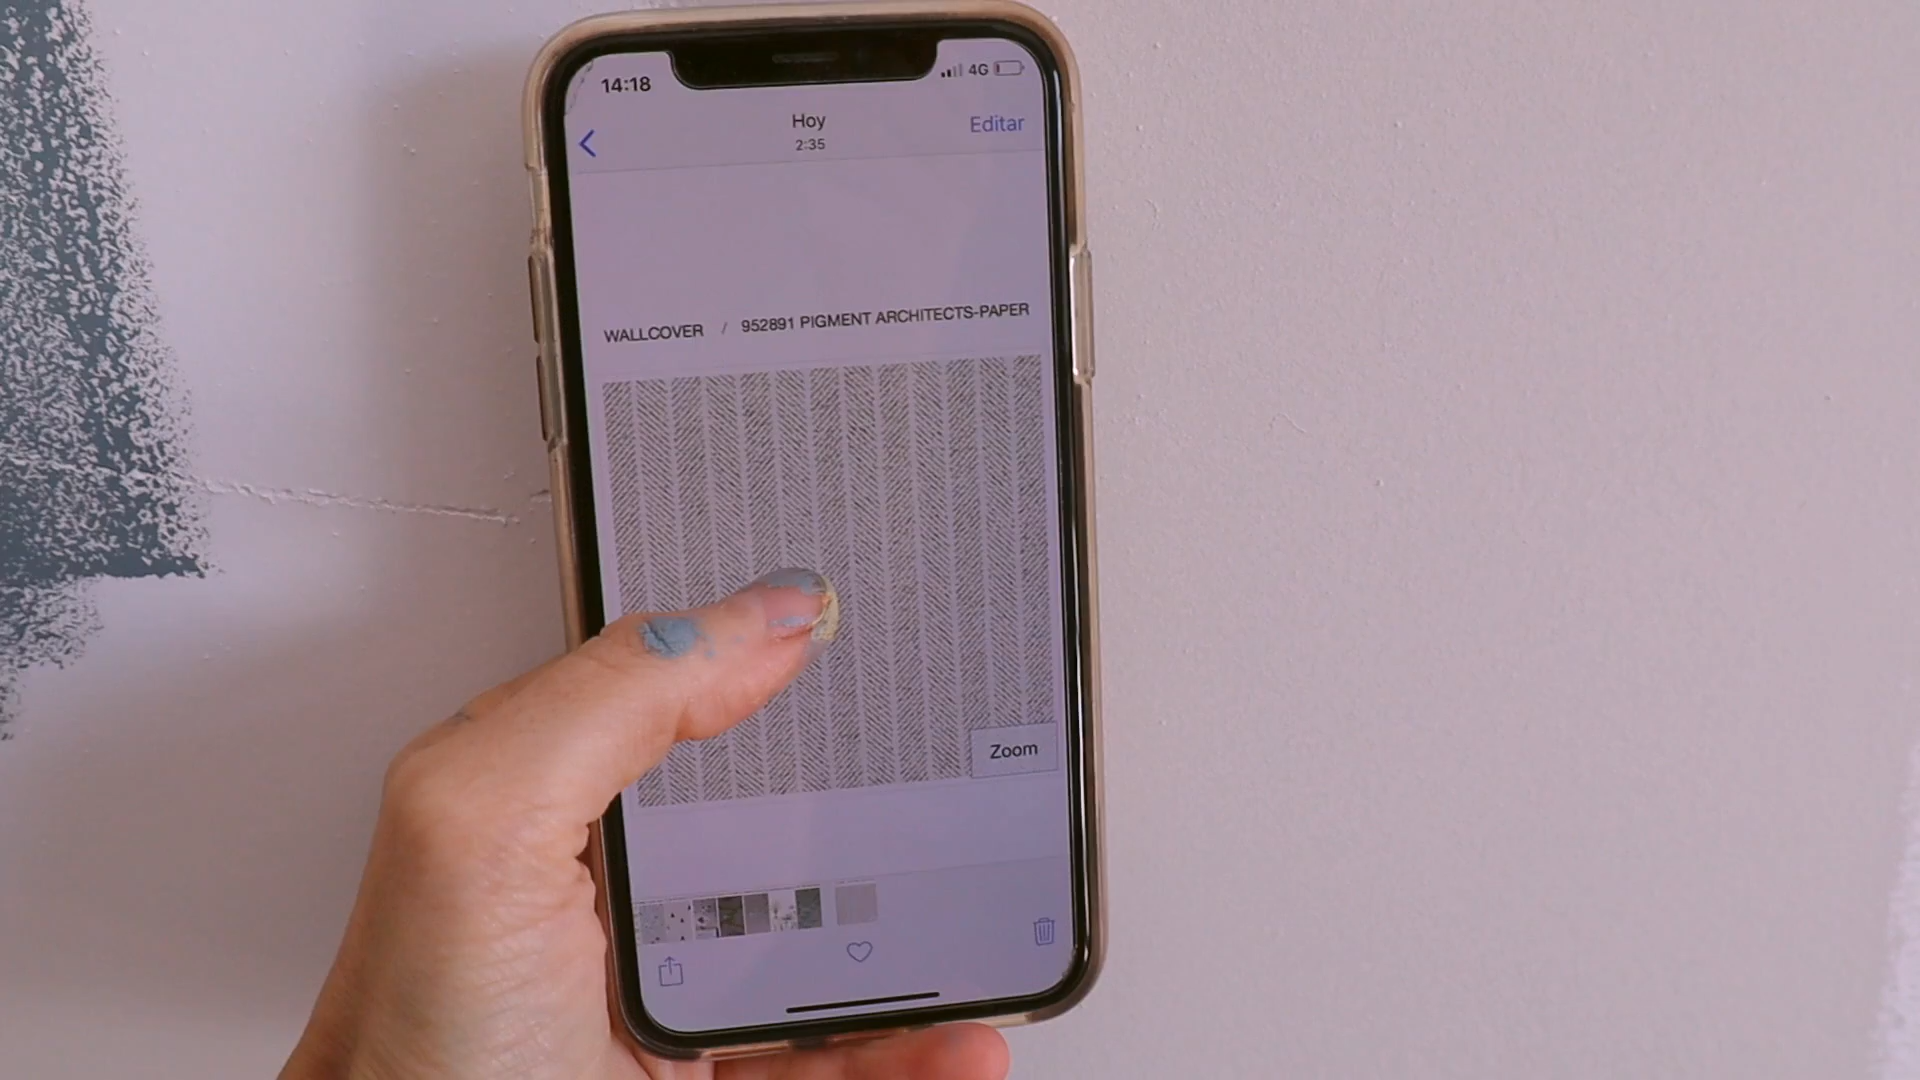 14:18
4G
Hoy
2:35
Editar
WALLCOVER / 952891 PIGMENT ARCHITECTS-PAPER
Zoom